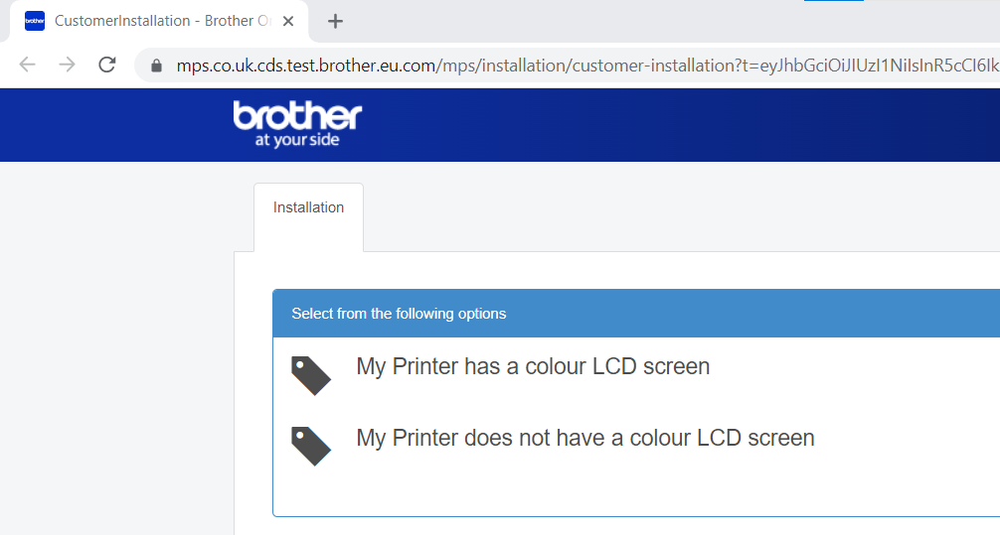 brother
CustomerInstallation - Brother O
mps.co.uk.cds.test.brother.eu.com/mps/installation/customer-installation?t=eyJhbGciOiJIUzI1NiIsInR5cCI6Ik
brother
at your side
Installation
Select from the following options
My Printer has a colour LCD screen
My Printer does not have a colour LCD screen